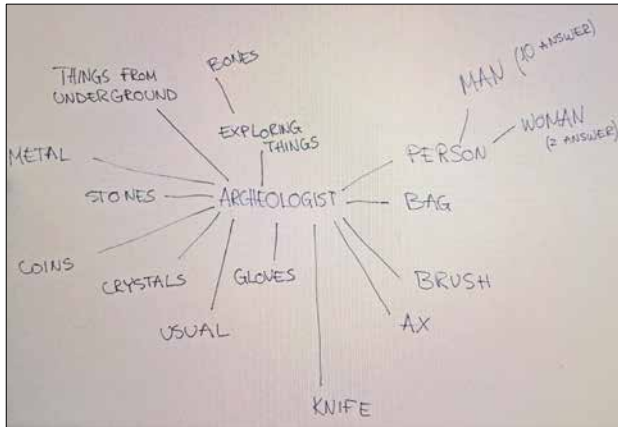 BONES
THINGS FROM
UNDERGROUND
MAN (10 ANSWER)
EXPLORING
THINGS
WOMAN
(2 ANSWER)
PERSON
METAL
STONES
ARCHEOLOGIST
BAG
COINS
CRYSTALS
GLOVES
BRUSH
USUAL
AX
KNIFE